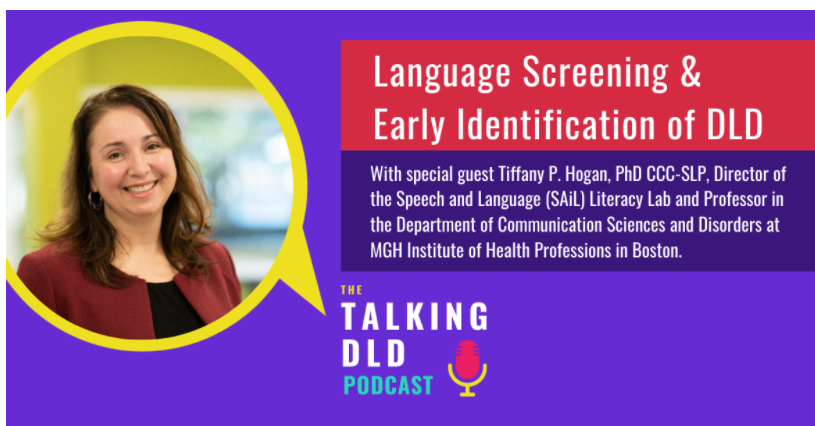 Language Screening &
Early Identification of DLD
With special guest Tiffany P. Hogan, PhD CCC-SLP, Director of
the Speech and Language (SAiL) Literacy Lab and Professor in
the Department of Communication Sciences and Disorders at
MGH Institute of Health Professions in Boston.
THE
TALKING
DLD
PODCAST